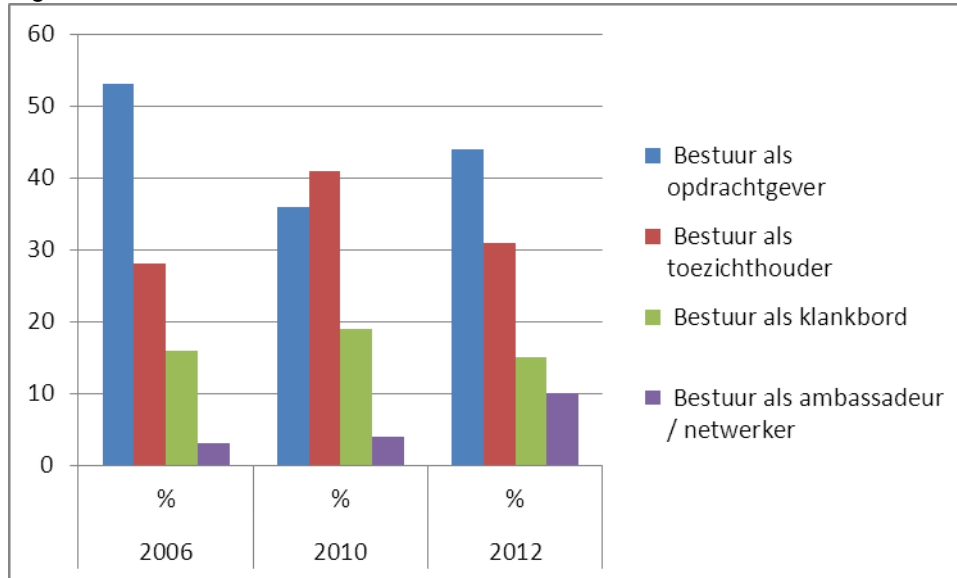 60
50
40
30
20
10
0
%
%
%
2006
2010
2012
Bestuur als
opdrachtgever
Bestuur als
toezichthouder
Bestuur als klankbord
Bestuur als ambassadeur
/ netwerker